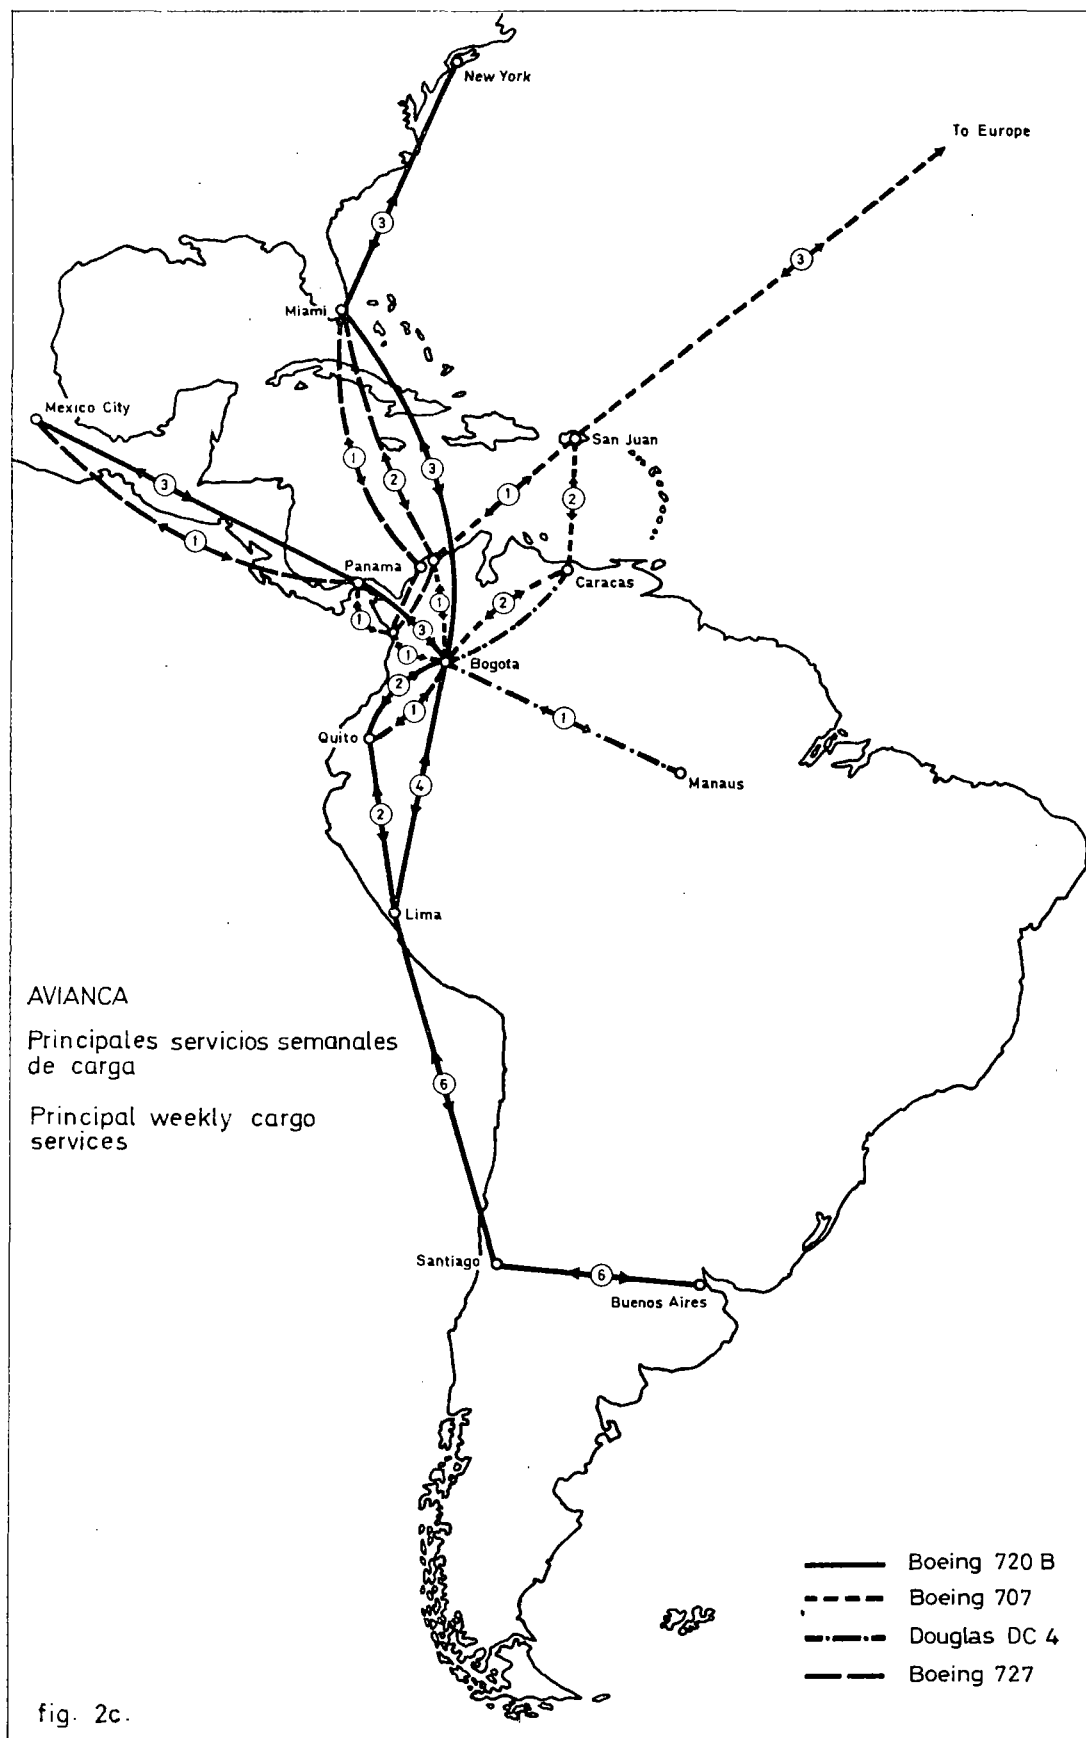 New York
To Europe
3
3
Miami
Mexico City
San Juan
1
2
3
3
1
2
1
Panama
Caracas
1
2
1
3
1
Bogota
2
1
1
Quito
Manaus
4
2
Lima
AVIANCA
Principales servicios semanales
de carga
Principal weekly cargo
services
6
Santiago
6
Buenos Aires
Boeing 720 B
Boeing 707
Douglas DC 4
Boeing 727
fig. 2c.